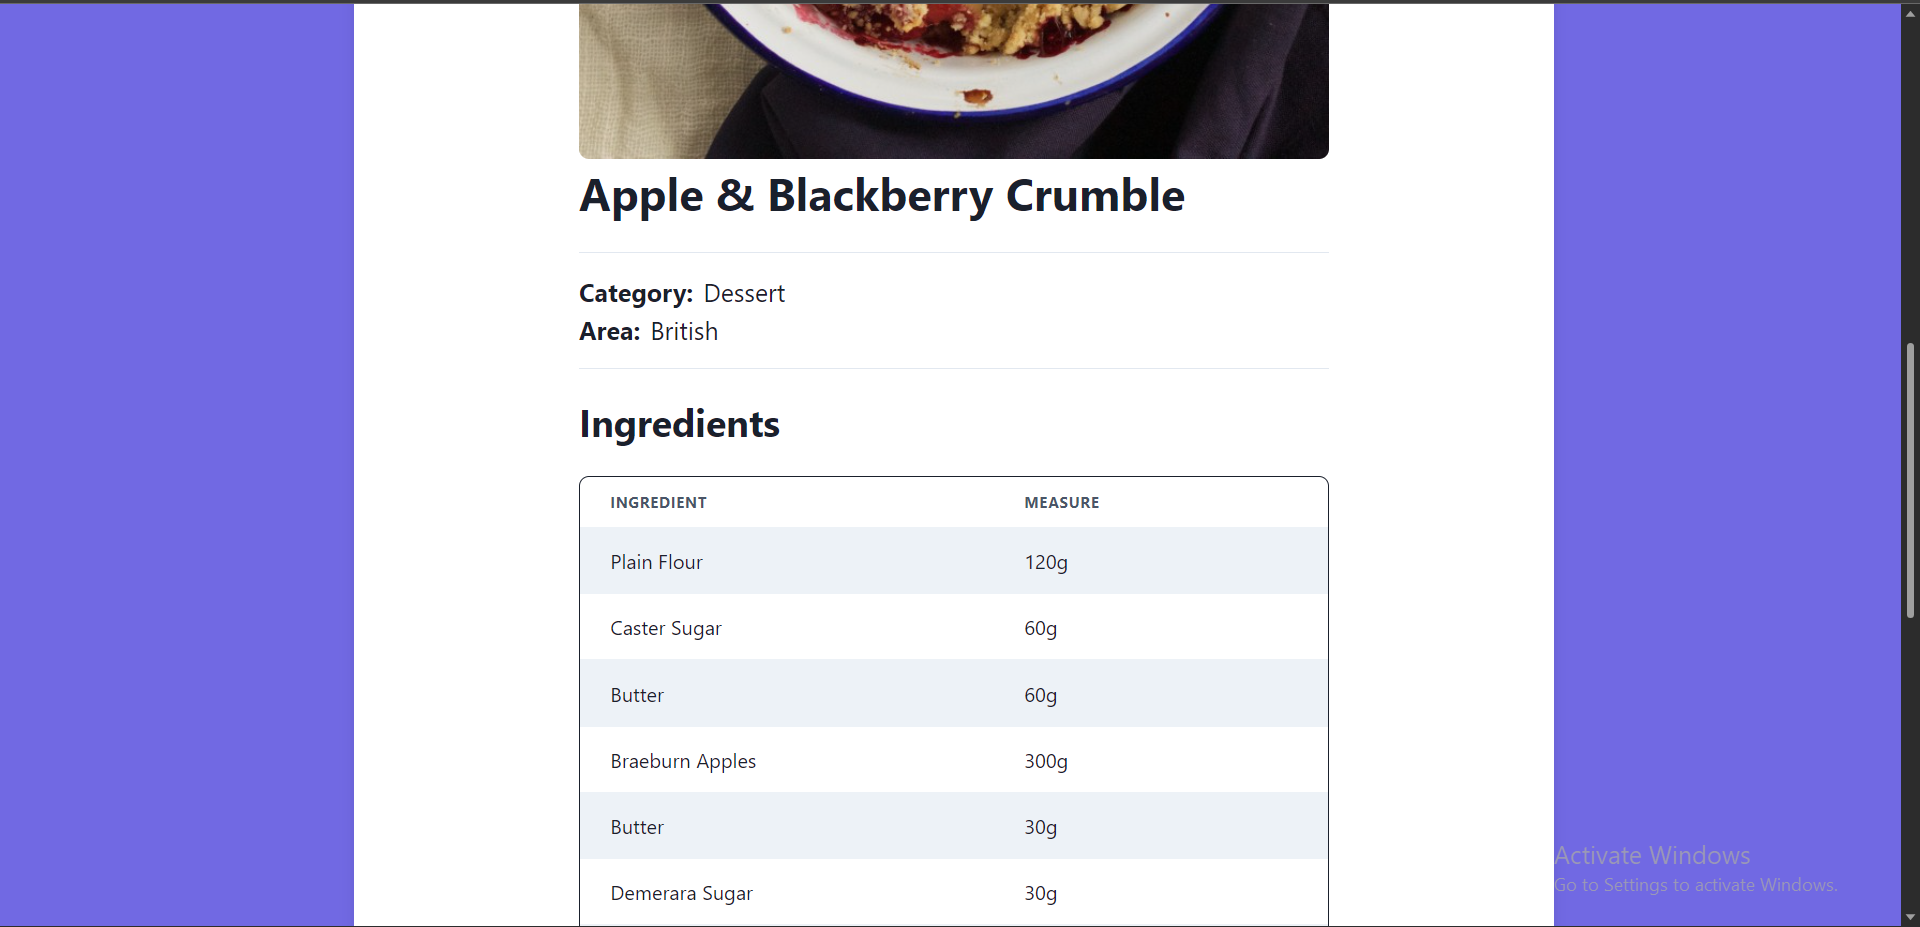 Apple & Blackberry Crumble
Category: Dessert
Area: British
Ingredients
INGREDIENT MEASURE
Plain Flour 120g
Caster Sugar 60g
Butter 60g
Braeburn Apples 300g
Butter 30g
Demerara Sugar 30g
Activate Windows
Go to Settings to activate Windows.